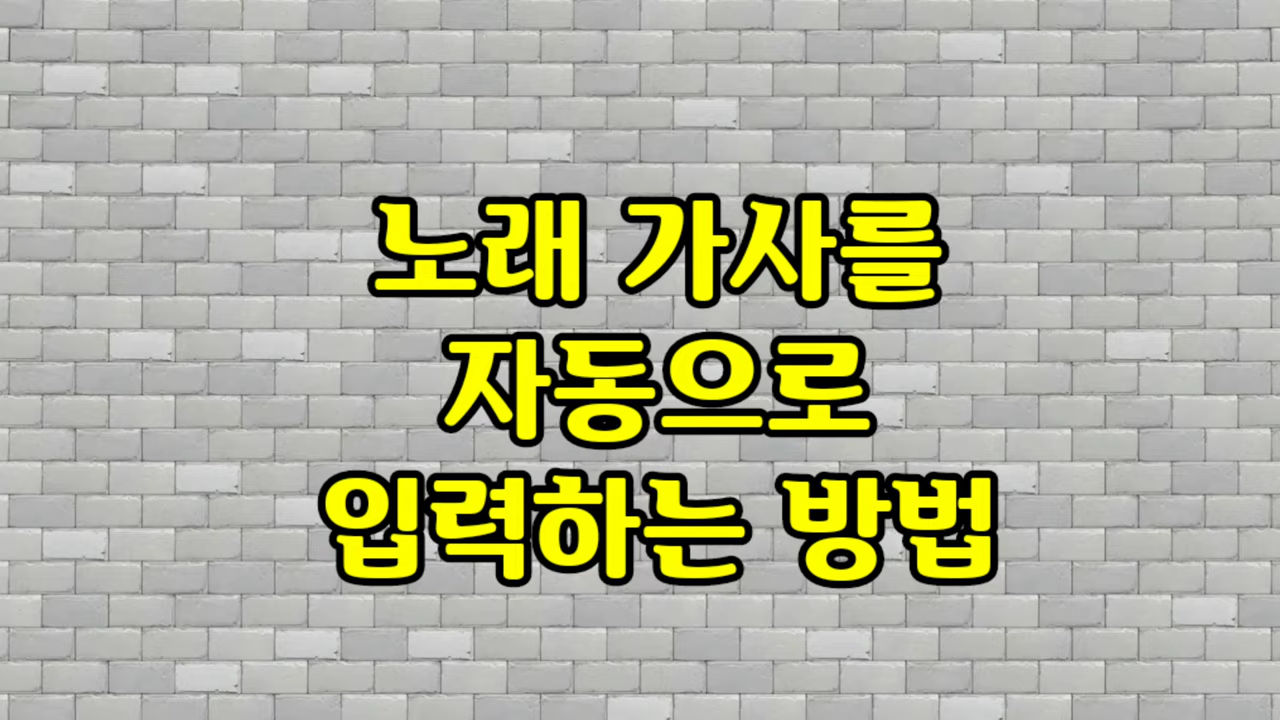 노래 가사를
자동으로
입력하는 방법